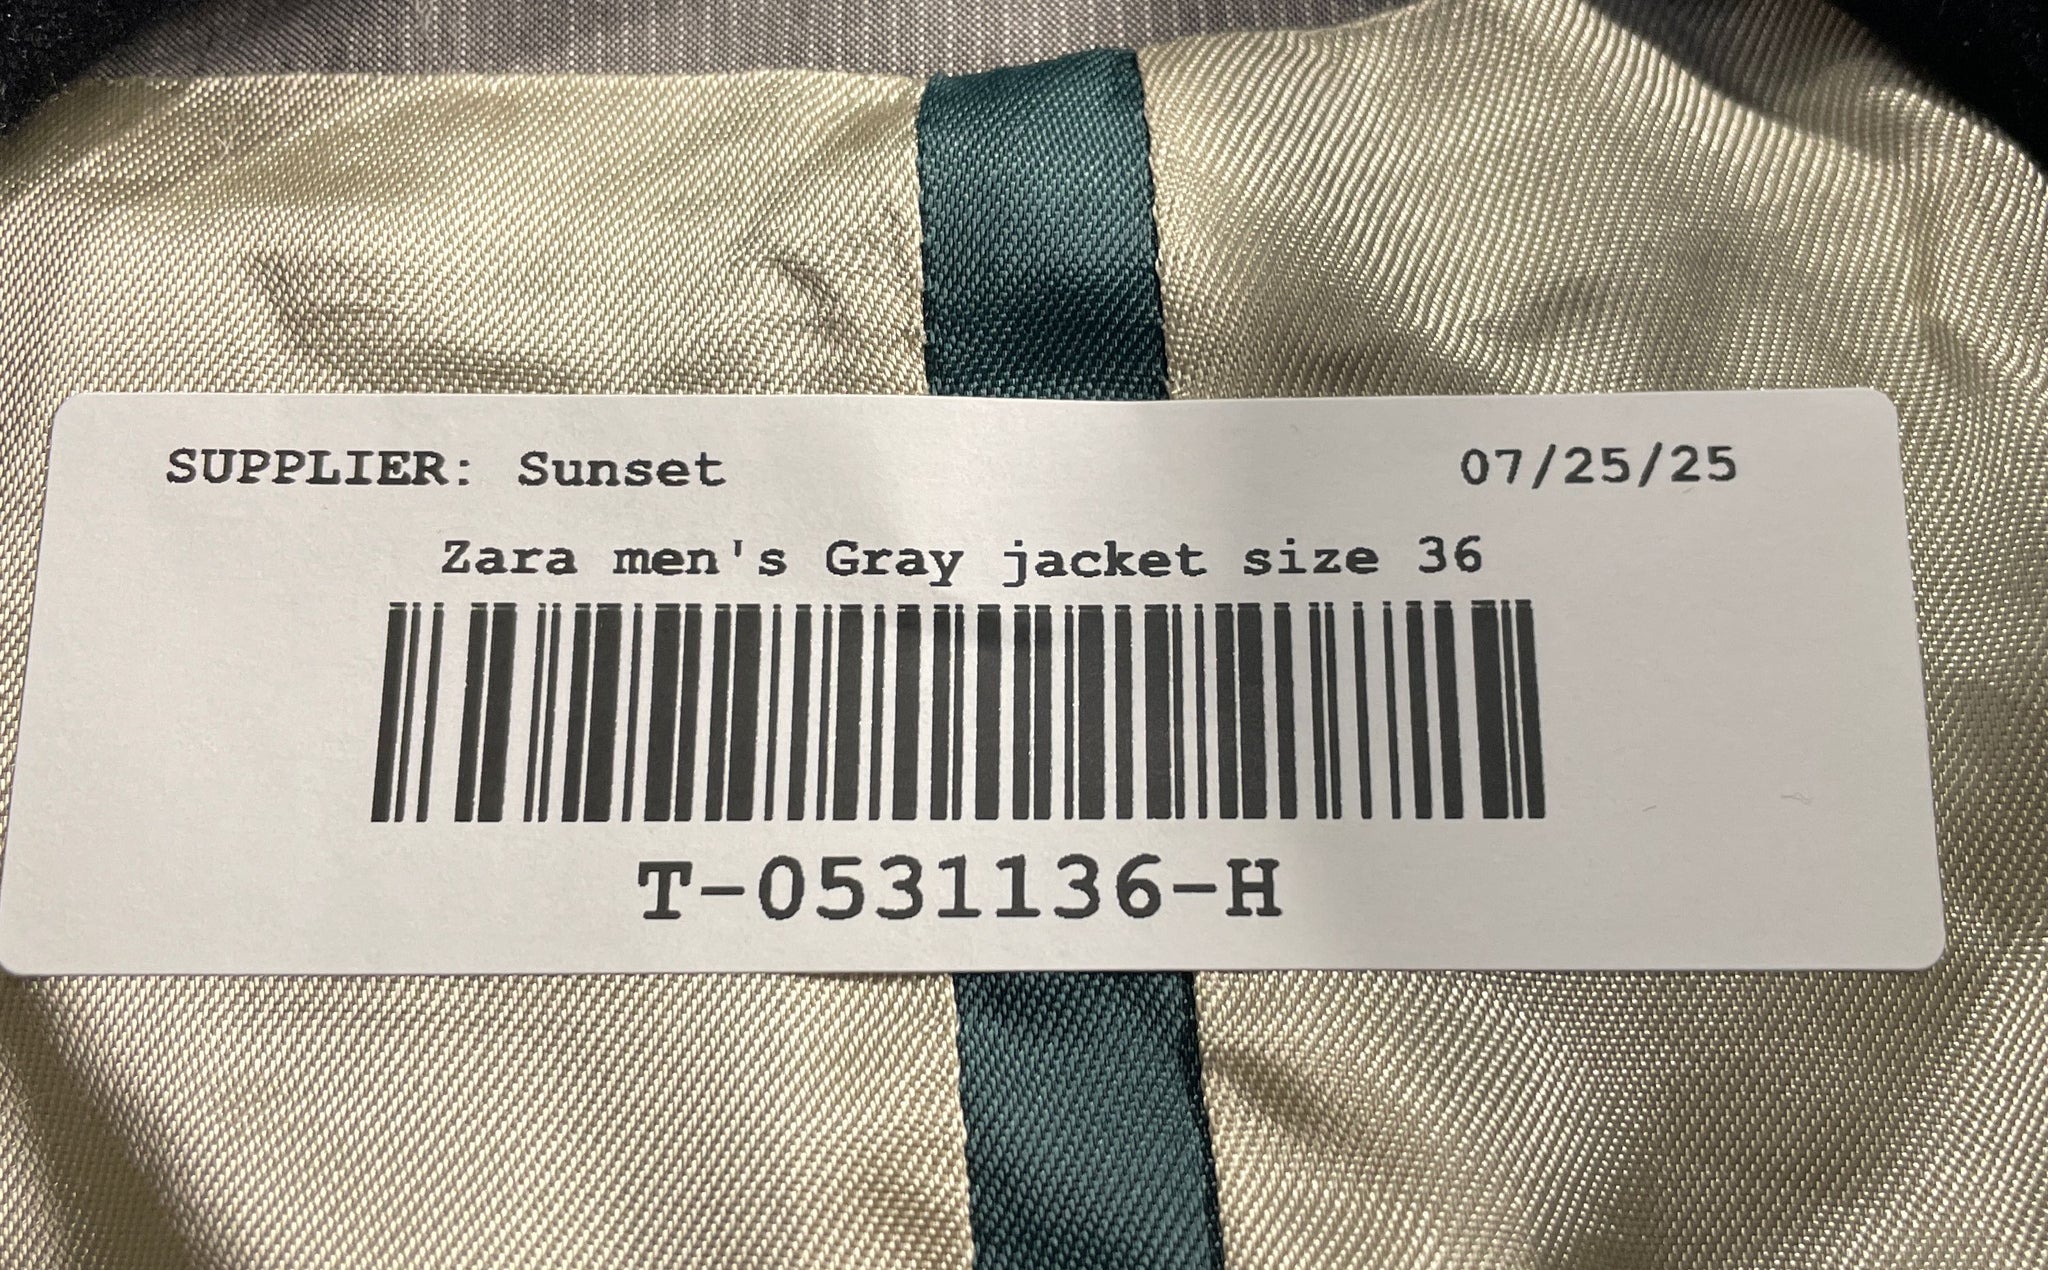 SUPPLIER: Sunset 07/25/25
Zara men's Gray jacket size 36
T-0531136-H